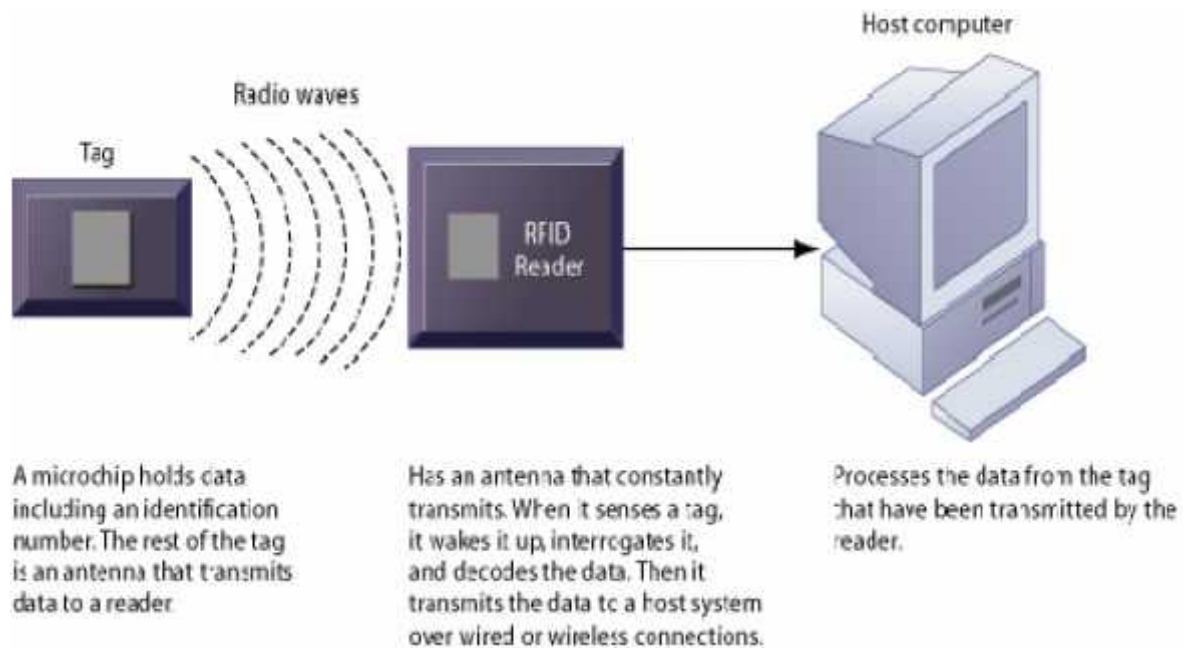 Host computer
Radio waves
Tag
RFID
Reader
A microchip holds data
including an identification
number. The rest of the tag
is an antenna that transmits
data to a reader
Has an antenna that constantly
transmits. When it senses a tag,
it wakes it up, interrogates it,
and decodes the data. Then it
transmits the data to a host system
over wired or wireless connections.
Processes the data from the tag
that have been transmitted by the
reader.